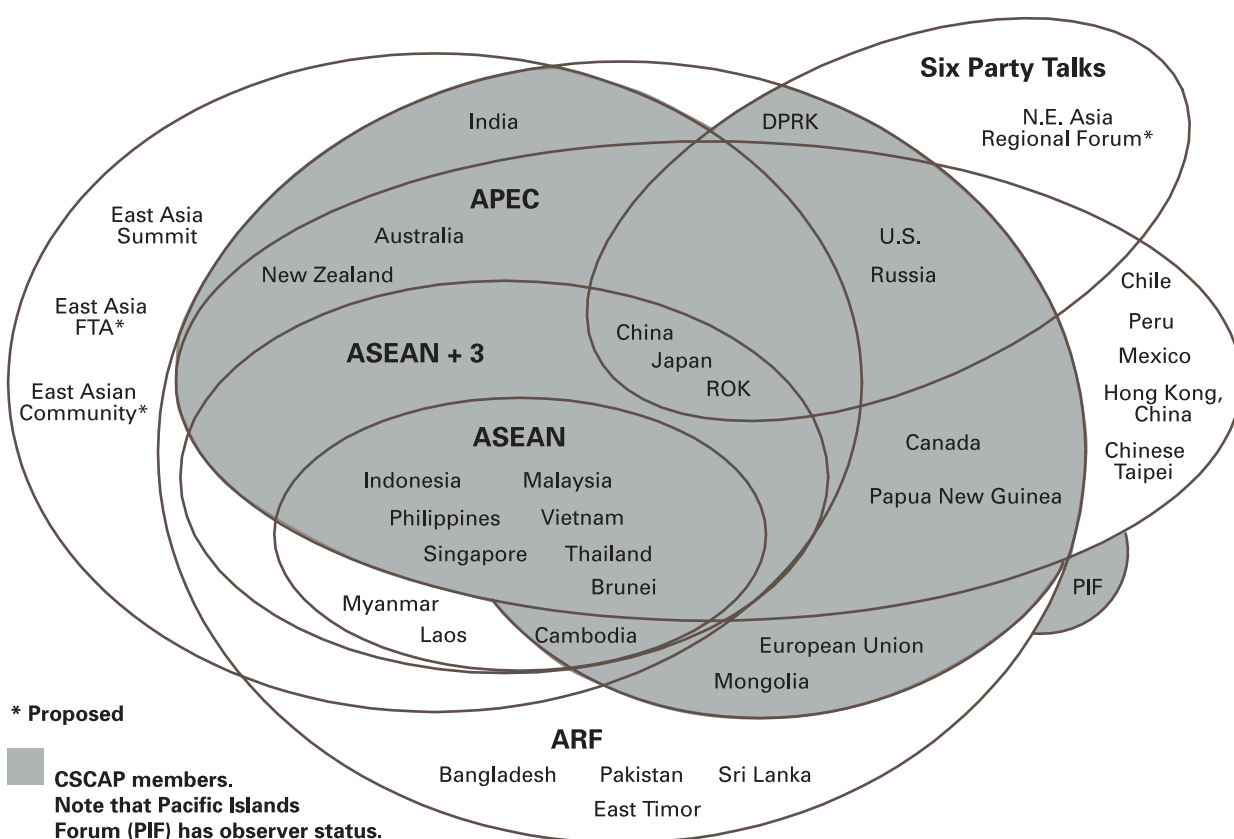 Six Party Talks
N.E. Asia
Regional Forum*
India
DPRK
APEC
East Asia
Summit
Australia
U.S.
New Zealand
Russia
Chile
East Asia
FTA*
Peru
China
ASEAN + 3
Japan
Mexico
ROK
East Asian
Community*
Hong Kong,
China
ASEAN
Canada
Chinese
Taipei
Indonesia
Malaysia
Papua New Guinea
Philippines
Vietnam
Singapore
Thailand
Brunei
PIF
Myanmar
Laos
Cambodia
European Union
Mongolia
* Proposed
ARF
Bangladesh
Pakistan
Sri Lanka
East Timor
CSCAP members.
Note that Pacific Islands
Forum (PIF) has observer status.